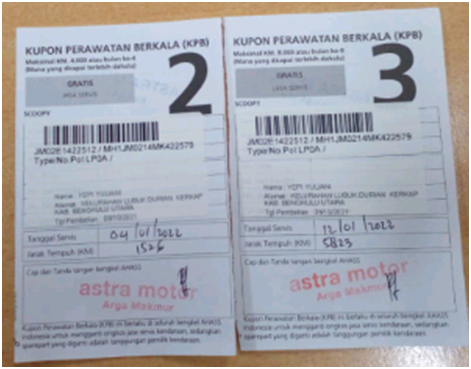 KUPON PERAWATAN BERKALA (KPB)
Maksimal KM. 4.000 atau bulan ke-4
(Mana yang dicapai terlebih dahulu)
GRATIS
JASA SERVIS
2
SCOOPY
JM02E1422512 / MH1JM0214MK422579
Type/No.Pol LP0A /
Nama : YEPI YULIANI
Alamat : KELURAHAN LUBUK DURIAN KERKAP
KAB. BENGKULU UTARA
Tgl Pembelian :
Tanggal Servis 04/01/2022
Jarak Tempuh (KM) 1526
Cap dan Tanda tangan bengkel AHASS
astra motor
Arga Makmur
Kupon Perawatan Berkala (KPB) ini berlaku di seluruh bengkel AHASS
Indonesia untuk mengganti ongkos jasa servis kendaraan, sedangkan
sparepart yang diganti adalah tanggungan pemilik kendaraan.
KUPON PERAWATAN BERKALA (KPB)
Maksimal KM. 8.000 atau bulan ke-8
(Mana yang dicapai terlebih dahulu)
GRATIS
JASA SERVIS
3
SCOOPY
JM02E1422512 / MH1JM0214MK422579
Type/No.Pol LP0A /
Nama : YEPI YULIANI
Alamat : KELURAHAN LUBUK DURIAN KERKAP
KAB. BENGKULU UTARA
Tgl Pembelian :
Tanggal Servis 12/01/2022
Jarak Tempuh (KM) 5823
Cap dan Tanda tangan bengkel AHASS
astra motor
Arga Makmur
Kupon Perawatan Berkala (KPB) ini berlaku di seluruh bengkel AHASS
Indonesia untuk mengganti ongkos jasa servis kendaraan, sedangkan
sparepart yang diganti adalah tanggungan pemilik kendaraan.